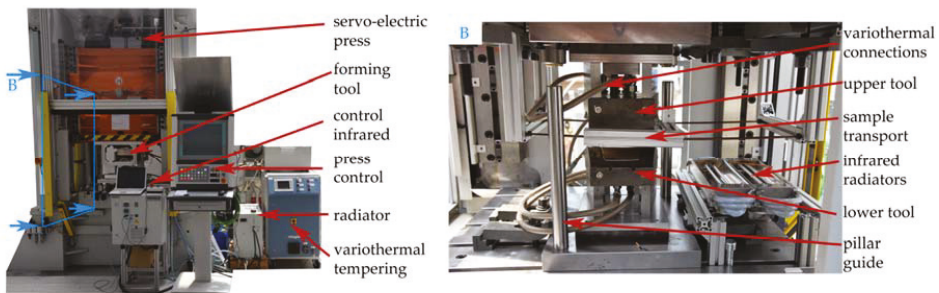 servo-electric
press
B
forming
tool
control
infrared
press
control
radiator
variothermal
tempering
B
variothermal
connections
upper tool
sample
transport
infrared
radiators
lower tool
pillar
guide